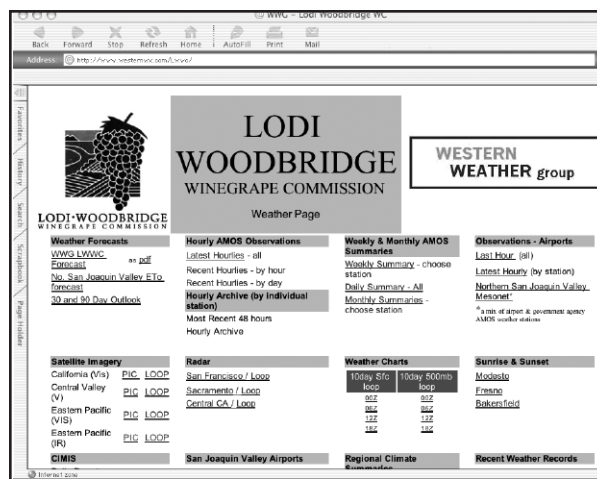 @ WWG – Lodi Woodbridge WC
Back Forward Stop Refresh Home AutoFill Print Mail
Address
Favorites
History
Search
Scrapbook
Page Holder
LODI·WOODBRIDGE
WINEGRAPE COMMISSION
LODI
WOODBRIDGE
WINEGRAPE COMMISSION
Weather Page
WESTERN
WEATHER group
Weather Forecasts
WWG LWWC as pdf
Forecast
No. San Joaquin Valley ETo
forecast
30 and 90 Day Outlook
Hourly AMOS Observations
Latest Hourlies - all
Recent Hourlies - by hour
Recent Hourlies - by day
Hourly Archive (by individual
station)
Most Recent 48 hours
Hourly Archive
Weekly & Monthly AMOS
Summaries
Weekly Summary - choose
station
Daily Summary - All
Monthly Summaries -
choose station
Observations - Airports
Last Hour (all)
Latest Hourly (by station)
Northern San Joaquin Valley
Mesonet*
*a mix of airport & government agency
AMOS weather stations
Satellite Imagery
California (Vis) PIC LOOP
Central Valley PIC LOOP
(V)
Eastern Pacific PIC LOOP
(VIS)
Eastern Pacific PIC LOOP
(IR)
Radar
San Francisco / Loop
Sacramento / Loop
Central CA / Loop
Weather Charts
10day Sfc 10day 500mb
loop loop
00Z 00Z
06Z 06Z
12Z 12Z
18Z 18Z
Sunrise & Sunset
Modesto
Fresno
Bakersfield
CIMIS
San Joaquin Valley Airports
Regional Climate
Summaries
Recent Weather Records
Internet zone